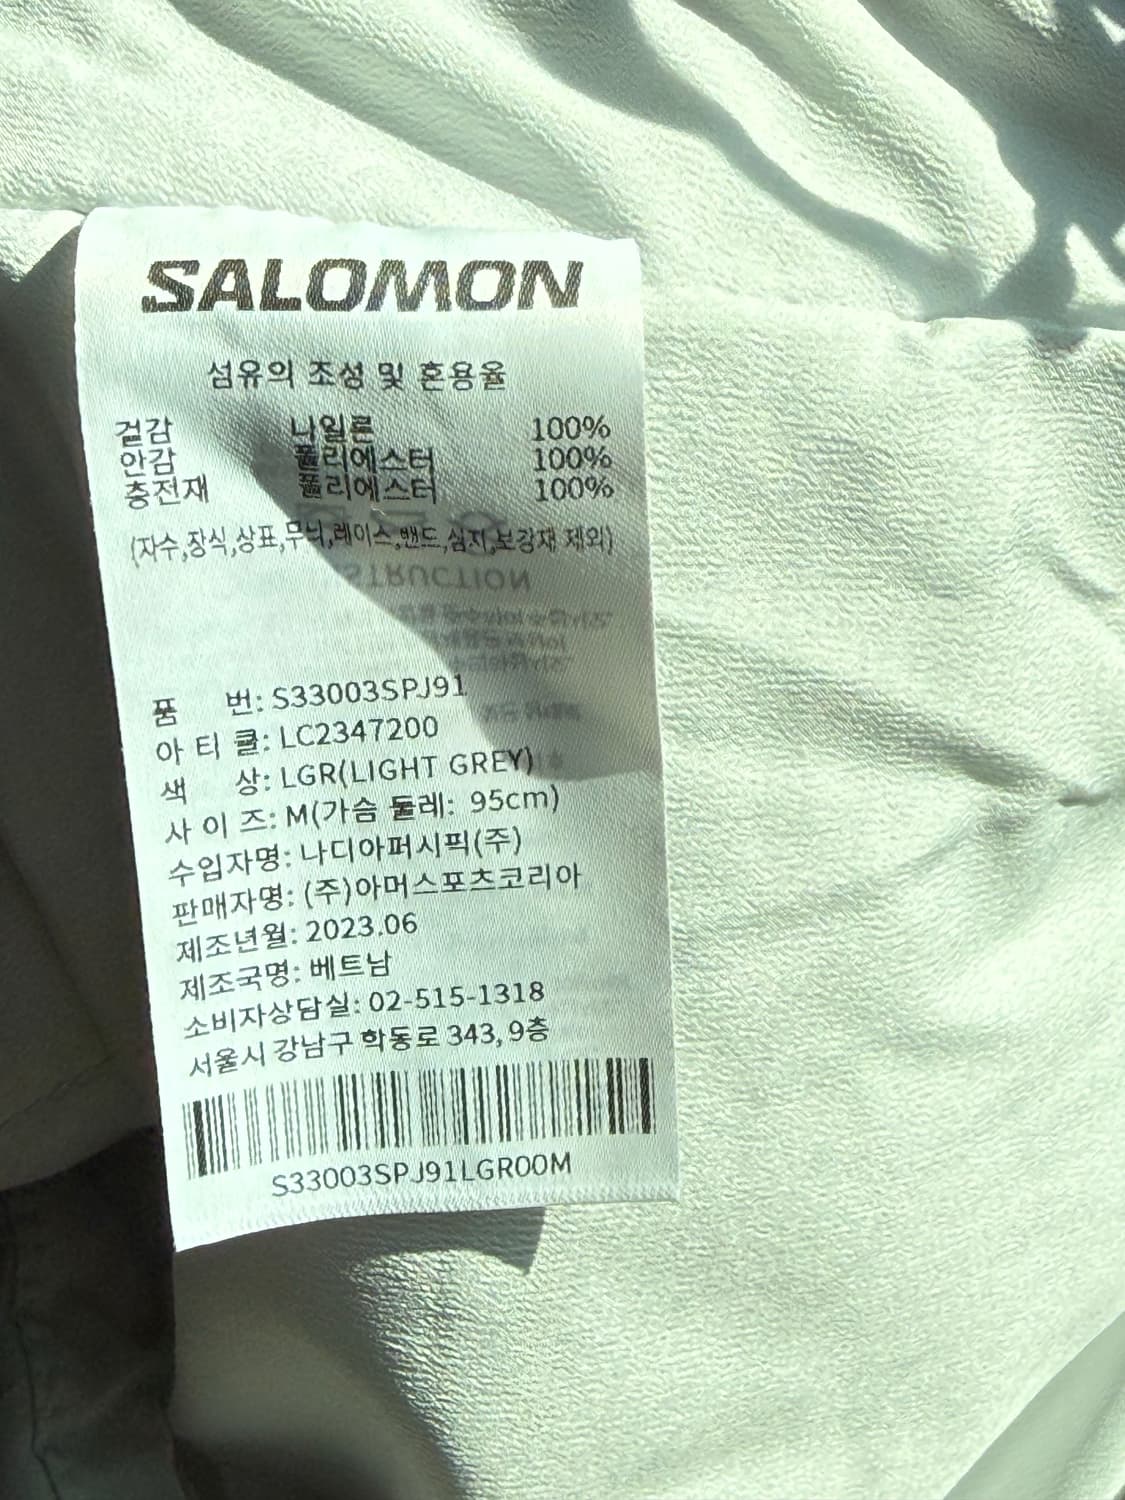 SALOMON
섬유의 조성 및 혼용율
겉감 나일론 100%
안감 폴리에스터 100%
충전재 폴리에스터 100%
(자수,장식,상표,무늬,레이스,밴드,심지,보강재 제외)
품 번: S33003SPJ91
아 티 클: LC2347200
색 상: LGR(LIGHT GREY)
사 이 즈: M(가슴 둘레: 95cm)
수입자명: 나디아퍼시픽(주)
판매자명: (주)아머스포츠코리아
제조년월: 2023.06
제조국명: 베트남
소비자상담실: 02-515-1318
서울시 강남구 학동로 343, 9층
S33003SPJ91LGR00M